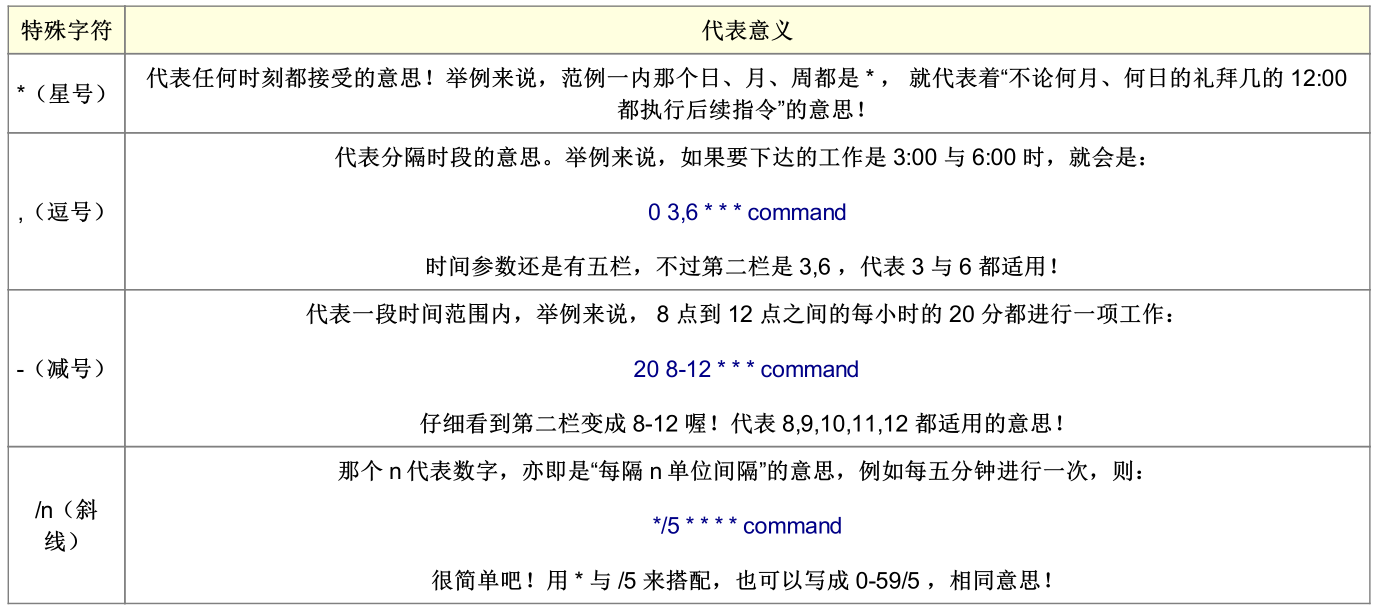 特殊字符 代表意义
*（星号） 代表任何时刻都接受的意思！举例来说，范例一内那个日、月、周都是 * ， 就代表着“不论何月、何日的礼拜几的 12:00
都执行后续指令”的意思！
代表分隔时段的意思。举例来说，如果要下达的工作是 3:00 与 6:00 时，就会是：
,（逗号） 0 3,6 * * * command
时间参数还是有五栏，不过第二栏是 3,6 ，代表 3 与 6 都适用！
代表一段时间范围内，举例来说， 8 点到 12 点之间的每小时的 20 分都进行一项工作：
-（减号） 20 8-12 * * * command
仔细看到第二栏变成 8-12 喔！代表 8,9,10,11,12 都适用的意思！
那个 n 代表数字，亦即是“每隔 n 单位间隔”的意思，例如每五分钟进行一次，则：
/n（斜
线）
*/5 * * * * command
很简单吧！用 * 与 /5 来搭配，也可以写成 0-59/5 ，相同意思！